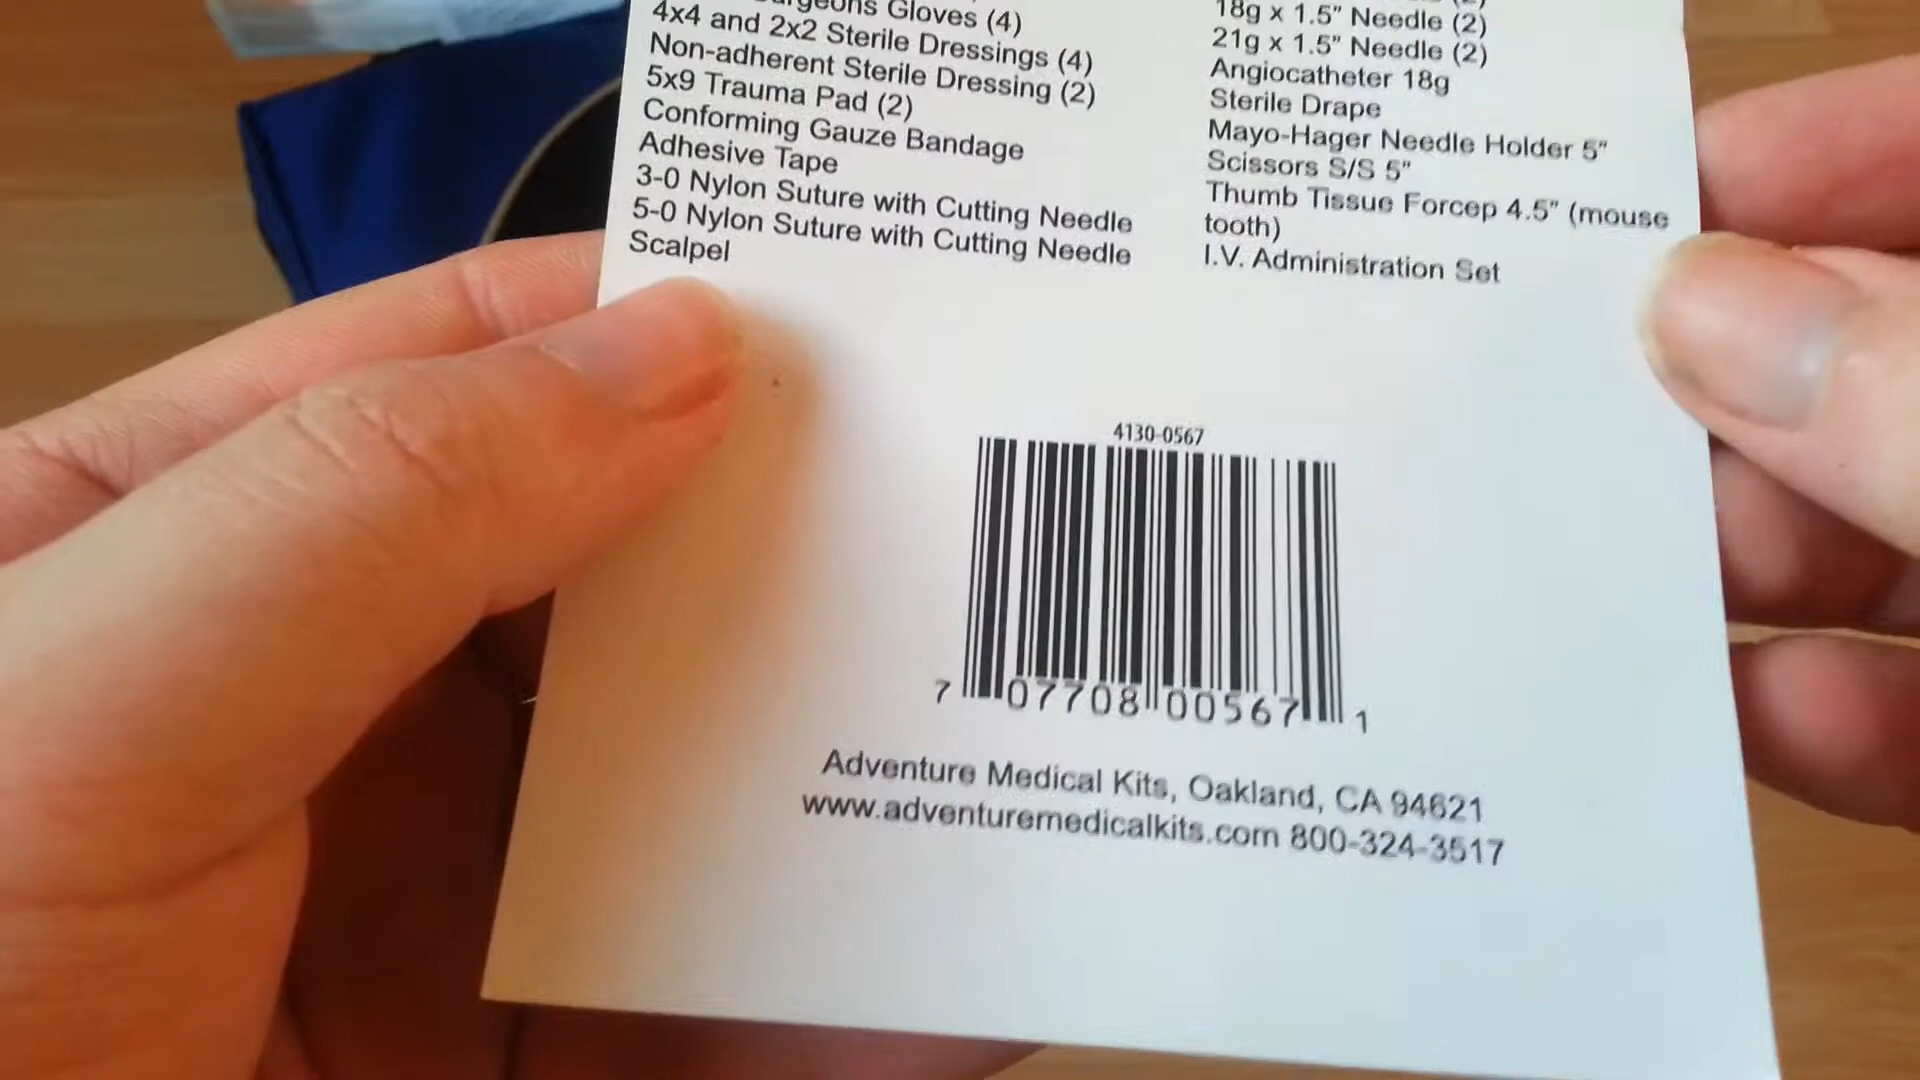 Gloves (4)
4x4 and 2x2 Sterile Dressings (4)
Non-adherent Sterile Dressing (2)
5x9 Trauma Pad (2)
Conforming Gauze Bandage
Adhesive Tape
3-0 Nylon Suture with Cutting Needle
5-0 Nylon Suture with Cutting Needle
Scalpel
18g x 1.5" Needle (2)
21g x 1.5" Needle (2)
Angiocatheter 18g
Sterile Drape
Mayo-Hager Needle Holder 5"
Scissors S/S 5"
Thumb Tissue Forcep 4.5" (mouse
tooth)
I.V. Administration Set
4130-0567
7 07708 00567 1
Adventure Medical Kits, Oakland, CA 94621
www.adventuremedicalkits.com 800-324-3517